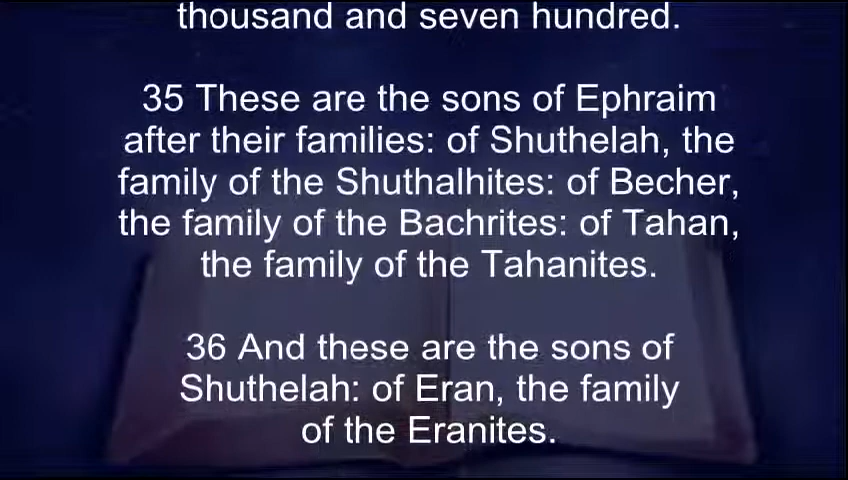 thousand and seven hundred.
35 These are the sons of Ephraim
after their families: of Shuthelah, the
family of the Shuthalhites: of Becher,
the family of the Bachrites: of Tahan,
the family of the Tahanites.
36 And these are the sons of
Shuthelah: of Eran, the family
of the Eranites.